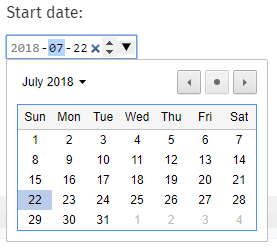 Start date:
2018-07-22
July 2018
Sun Mon Tue Wed Thu Fri Sat
1 2 3 4 5 6 7
8 9 10 11 12 13 14
15 16 17 18 19 20 21
22 23 24 25 26 27 28
29 30 31 1 2 3 4